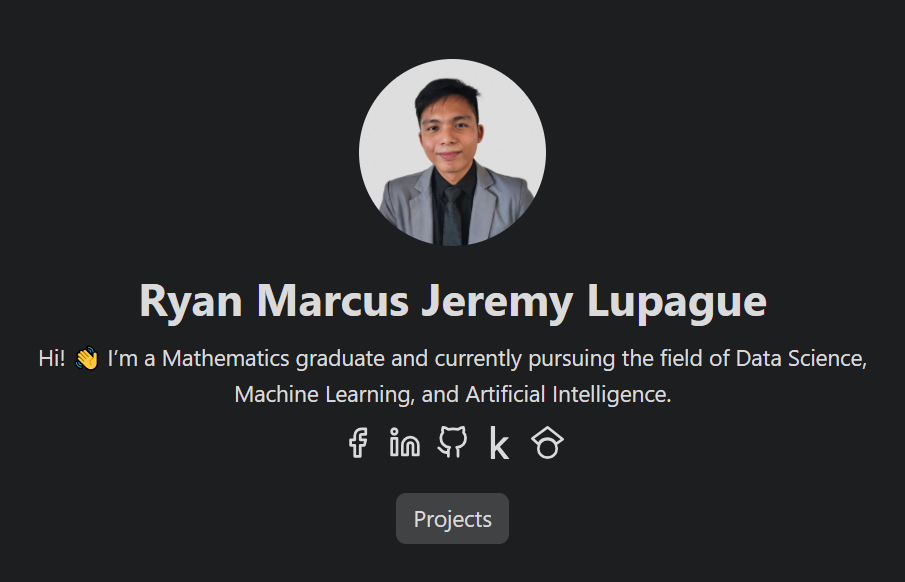 Ryan Marcus Jeremy Lupague
Hi! 👋 I’m a Mathematics graduate and currently pursuing the field of Data Science,
Machine Learning, and Artificial Intelligence.
Projects